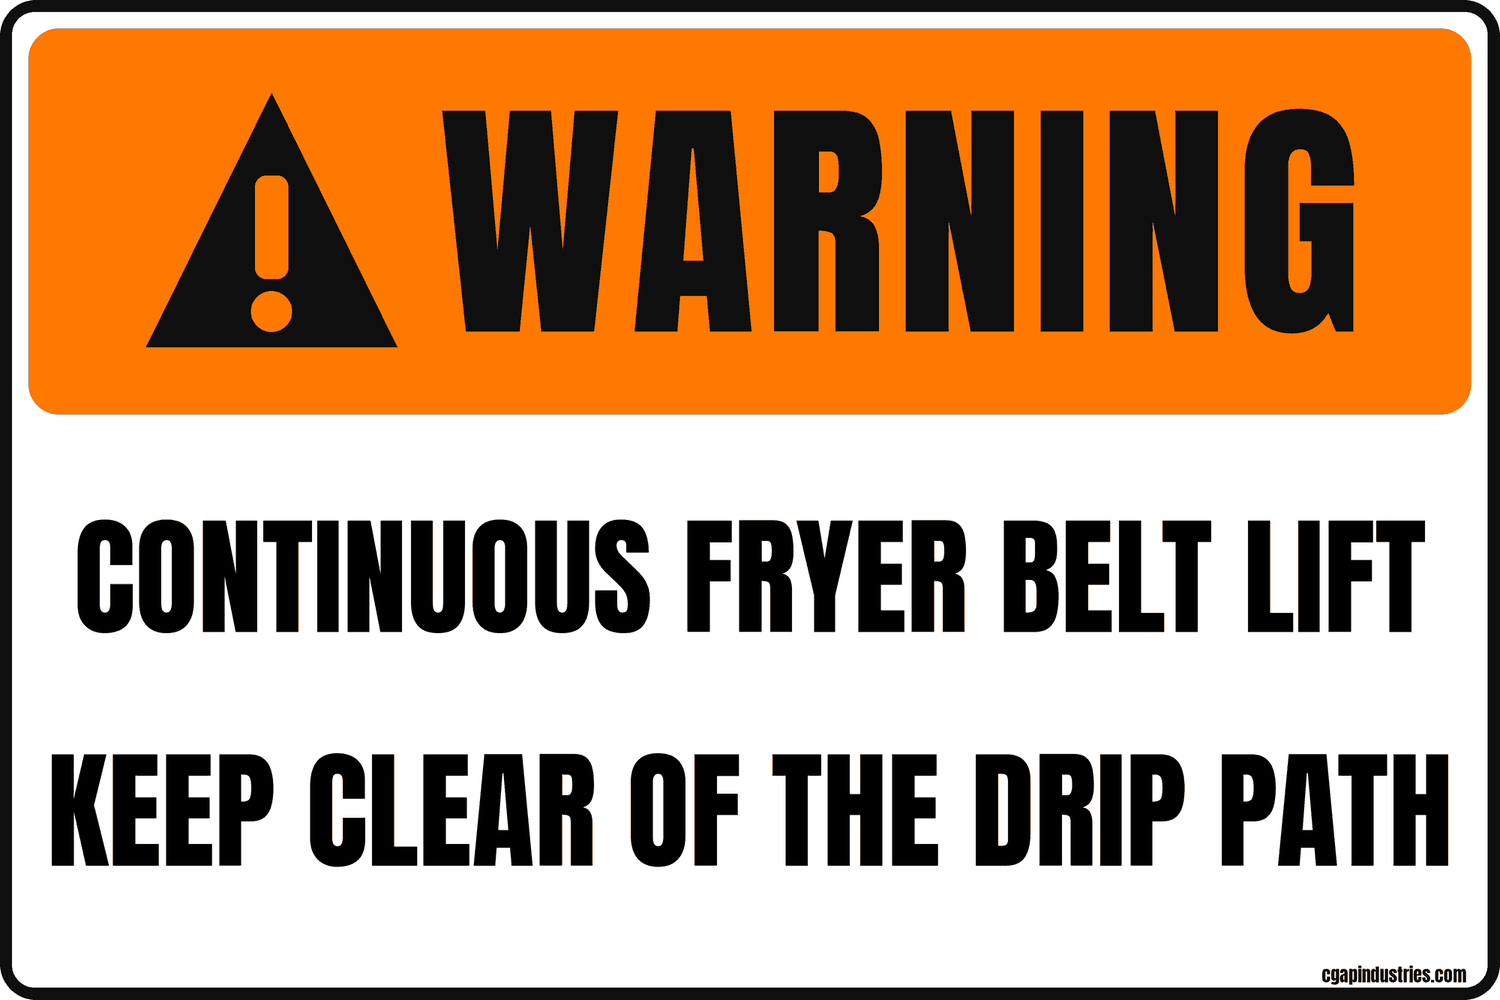 WARNING
CONTINUOUS FRYER BELT LIFT
KEEP CLEAR OF THE DRIP PATH
cgapindustries.com